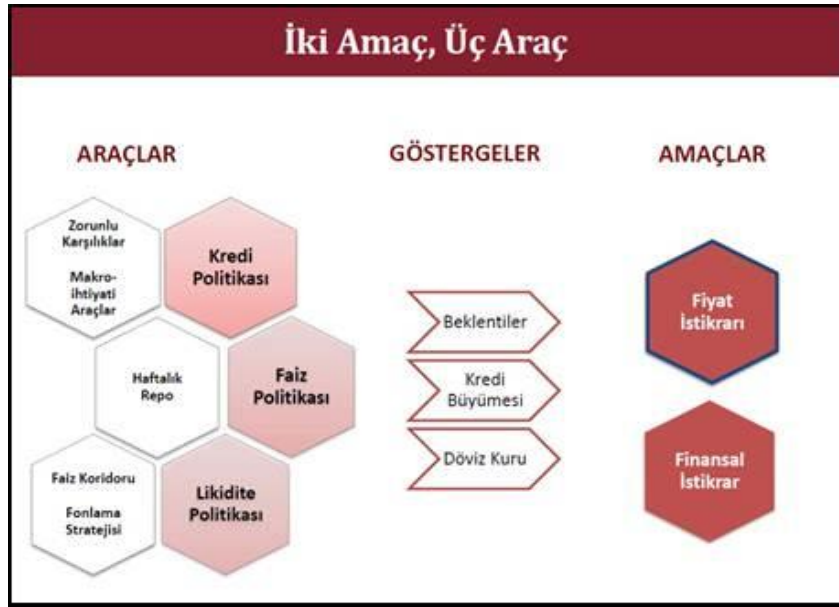 İki Amaç, Üç Araç
ARAÇLAR
GÖSTERGELER
AMAÇLAR
Zorunlu
Karşılıklar
Makro-
ihtiyati
Araçlar
Kredi
Politikası
Haftalık
Repo
Faiz
Politikası
Faiz Koridoru
Fonlama
Stratejisi
Likidite
Politikası
Beklentiler
Kredi
Büyümesi
Döviz Kuru
Fiyat
İstikrarı
Finansal
İstikrar